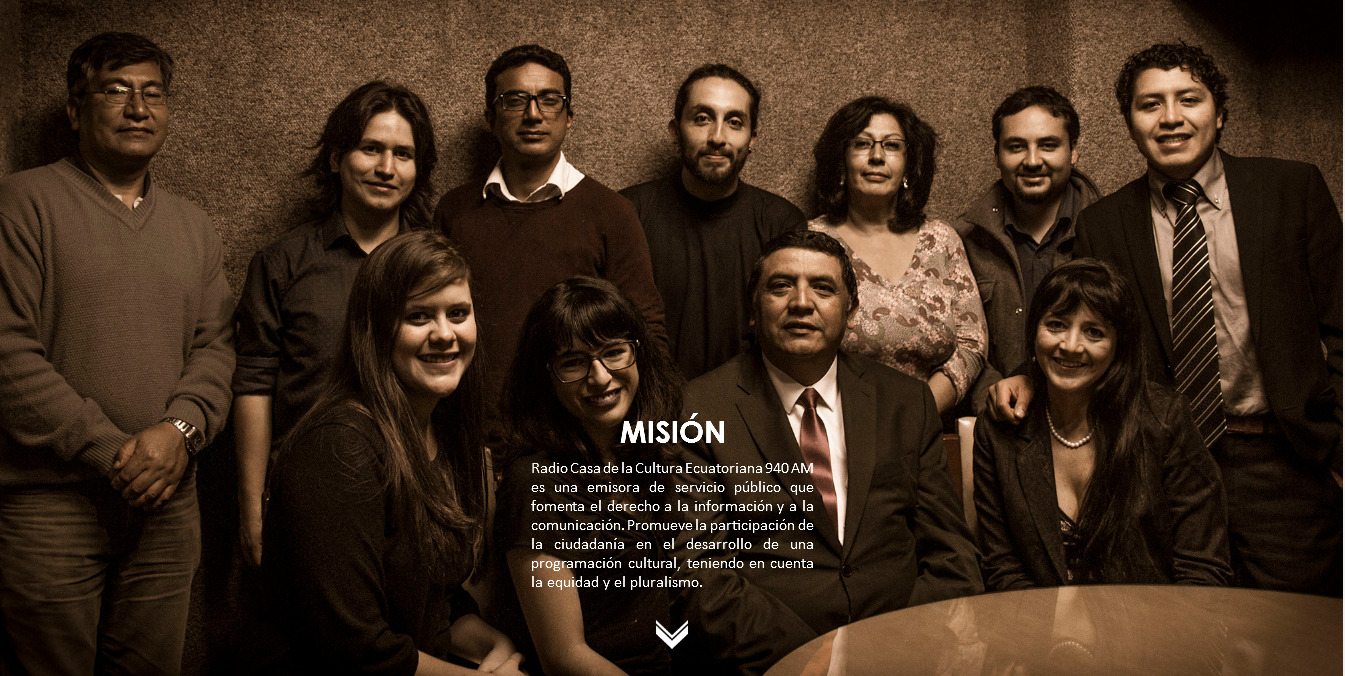 MISIÓN
Radio Casa de la Cultura Ecuatoriana 940 AM
es una emisora de servicio público que
fomenta el derecho a la información y a la
comunicación. Promueve la participación de
la ciudadanía en el desarrollo de una
programación cultural, teniendo en cuenta
la equidad y el pluralismo.